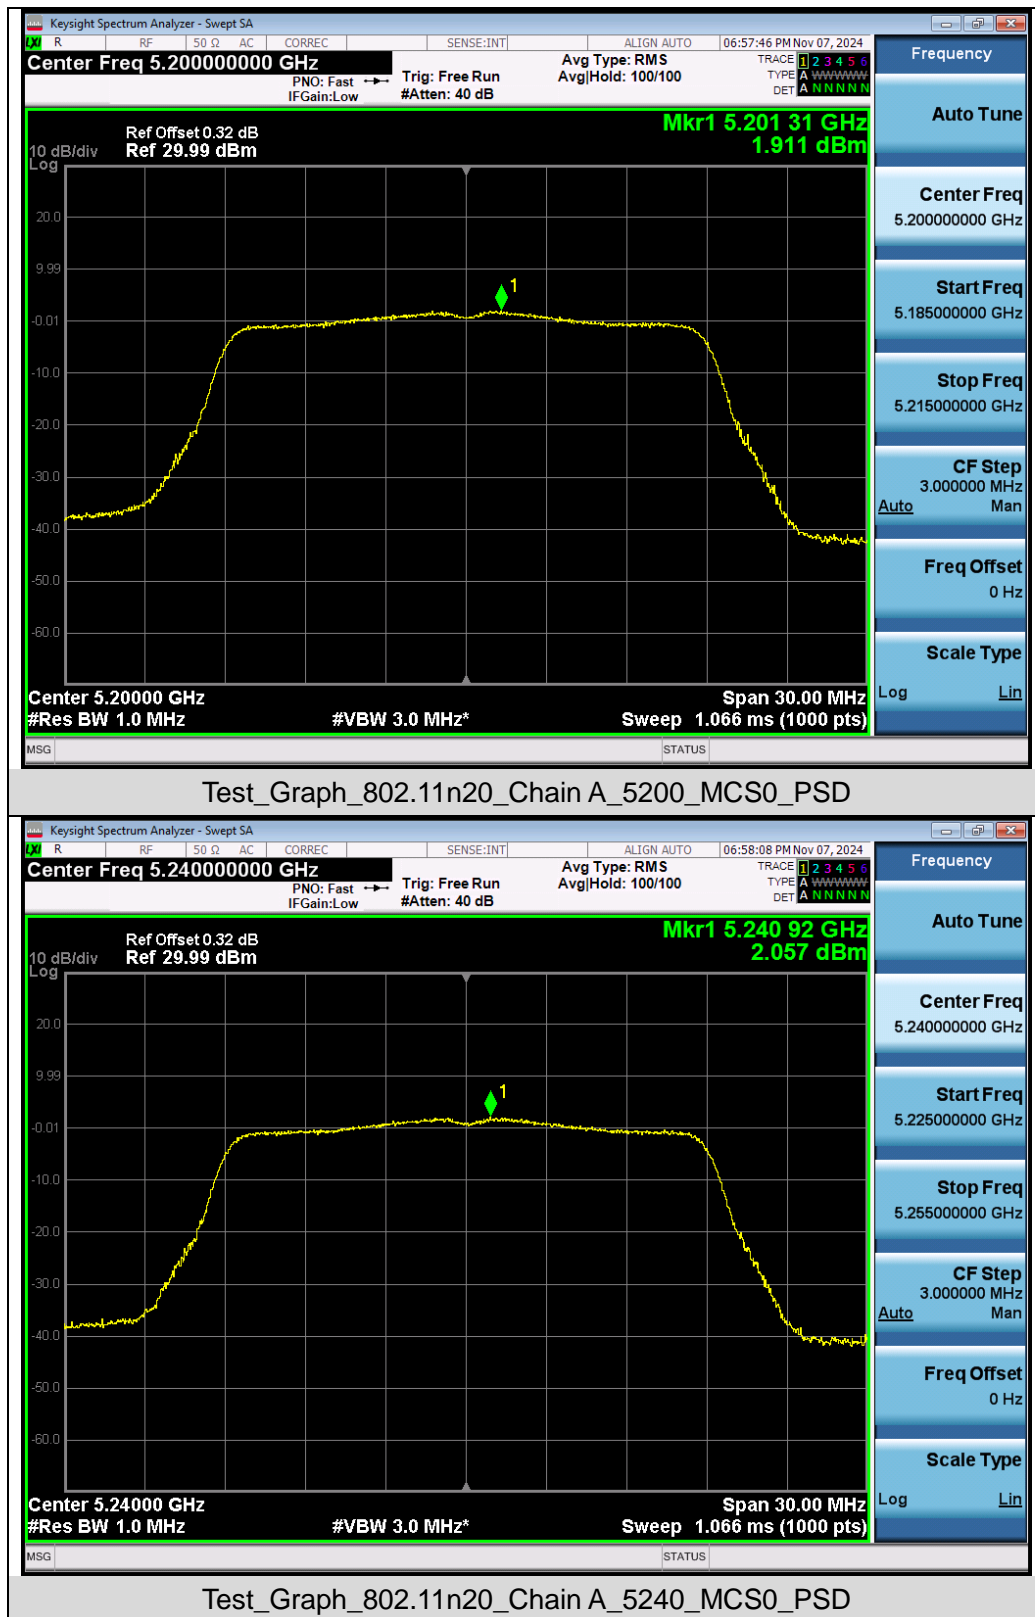 Keysight Spectrum Analyzer - Swept SA
LXI R RF 50 Ω AC CORREC SENSE:INT ALIGN AUTO 06:57:46 PM Nov 07, 2024
Center Freq 5.200000000 GHz
PNO: Fast
IFGain:Low
Trig: Free Run
#Atten: 40 dB
Avg Type: RMS
Avg|Hold: 100/100
TRACE 1 2 3 4 5 6
TYPE A WWWWW
DET A N N N N N
Ref Offset 0.32 dB
Ref 29.99 dBm
10 dB/div
Log
Mkr1 5.201 31 GHz
1.911 dBm
1
20.0
9.99
-0.01
-10.0
-20.0
-30.0
-40.0
-50.0
-60.0
Center 5.20000 GHz
Span 30.00 MHz
#Res BW 1.0 MHz
#VBW 3.0 MHz*
Sweep 1.066 ms (1000 pts)
MSG
STATUS
Frequency
Auto Tune
Center Freq
5.200000000 GHz
Start Freq
5.185000000 GHz
Stop Freq
5.215000000 GHz
CF Step
3.000000 MHz
Auto Man
Freq Offset
0 Hz
Scale Type
Log Lin
Test_Graph_802.11n20_Chain A_5200_MCS0_PSD
Keysight Spectrum Analyzer - Swept SA
LXI R RF 50 Ω AC CORREC SENSE:INT ALIGN AUTO 06:58:08 PM Nov 07, 2024
Center Freq 5.240000000 GHz
PNO: Fast
IFGain:Low
Trig: Free Run
#Atten: 40 dB
Avg Type: RMS
Avg|Hold: 100/100
TRACE 1 2 3 4 5 6
TYPE A WWWWW
DET A N N N N N
Ref Offset 0.32 dB
Ref 29.99 dBm
10 dB/div
Log
Mkr1 5.240 92 GHz
2.057 dBm
1
20.0
9.99
-0.01
-10.0
-20.0
-30.0
-40.0
-50.0
-60.0
Center 5.24000 GHz
Span 30.00 MHz
#Res BW 1.0 MHz
#VBW 3.0 MHz*
Sweep 1.066 ms (1000 pts)
MSG
STATUS
Frequency
Auto Tune
Center Freq
5.240000000 GHz
Start Freq
5.225000000 GHz
Stop Freq
5.255000000 GHz
CF Step
3.000000 MHz
Auto Man
Freq Offset
0 Hz
Scale Type
Log Lin
Test_Graph_802.11n20_Chain A_5240_MCS0_PSD